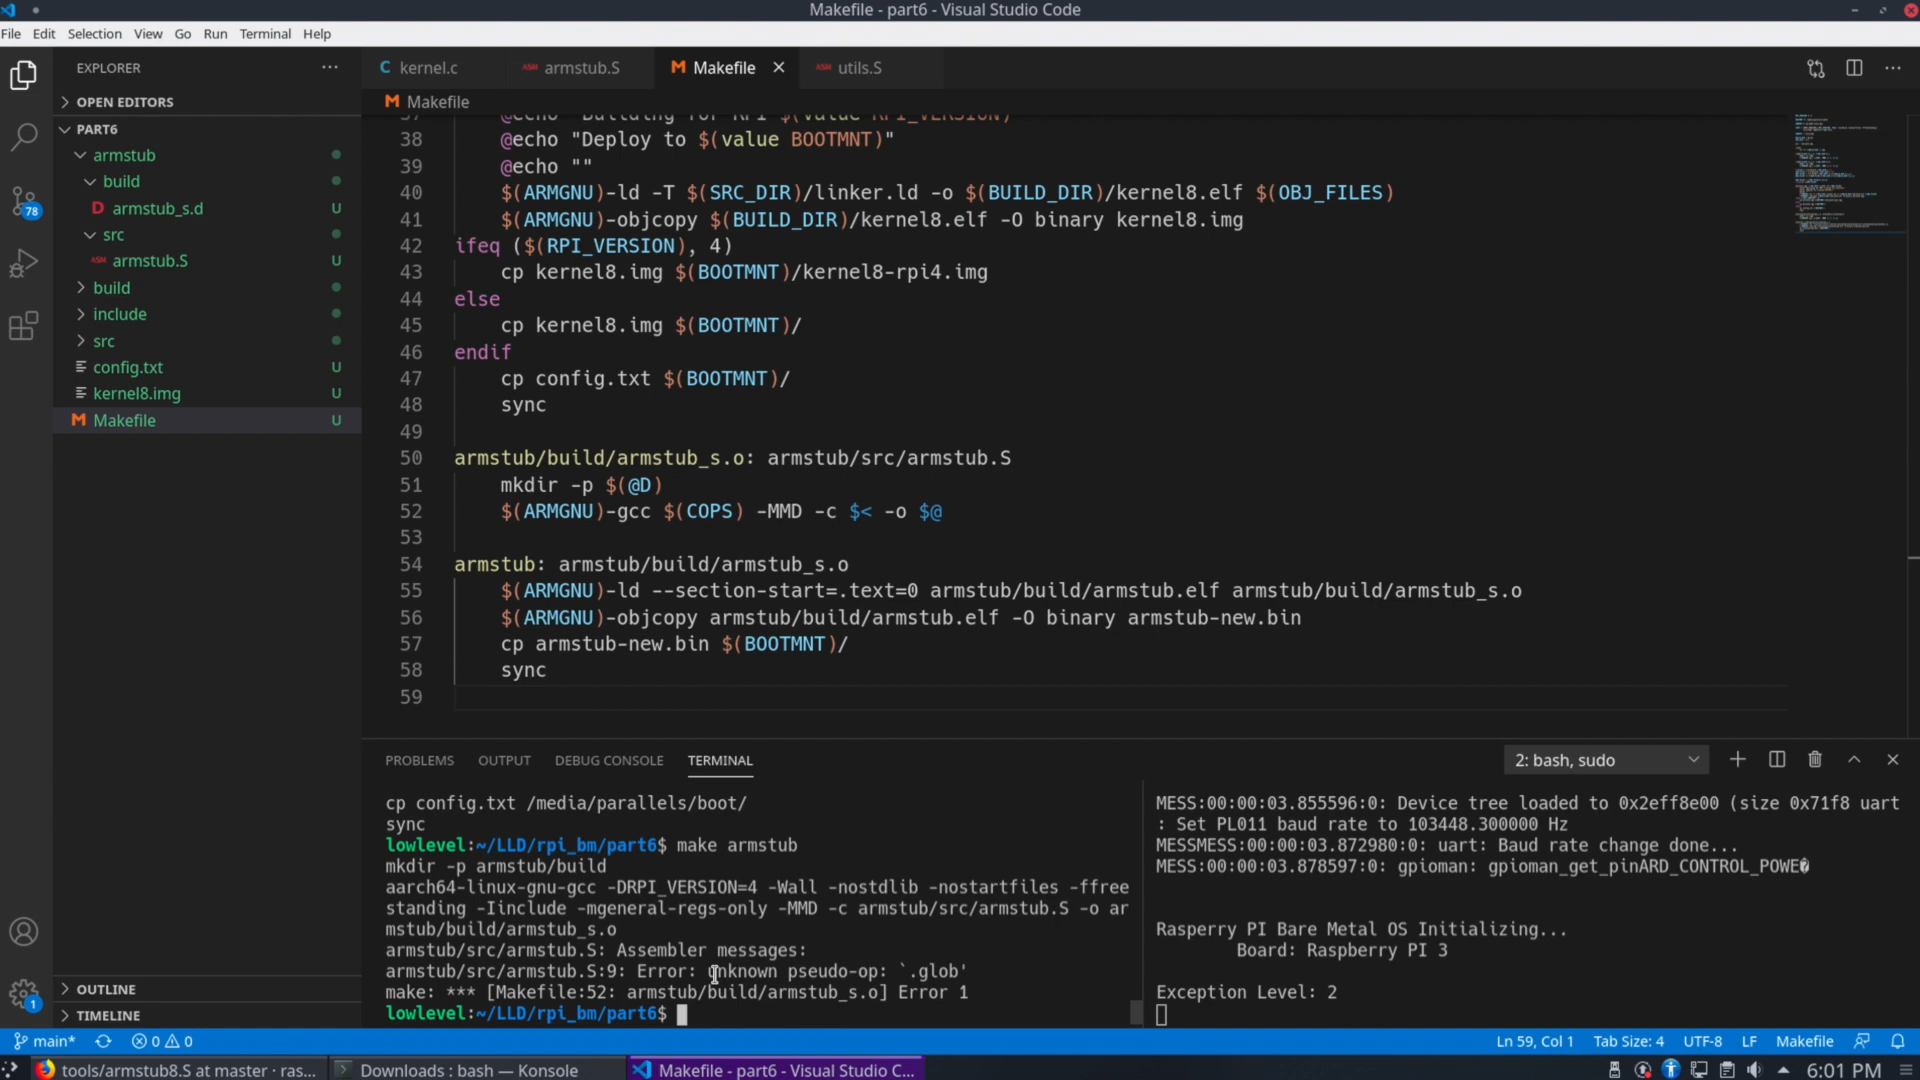 Makefile - part6 - Visual Studio Code
File Edit Selection View Go Run Terminal Help
EXPLORER ···
kernel.c
ASM armstub.S
M Makefile ×
ASM utils.S
M Makefile
OPEN EDITORS
PART6
armstub
build
D armstub_s.d U
src
ASM armstub.S U
build
include
src
config.txt U
kernel8.img U
M Makefile U
OUTLINE
TIMELINE
78
1
37 @echo "Building for RPI $(value RPI_VERSION)"
38 @echo "Deploy to $(value BOOTMNT)"
39 @echo ""
40 $(ARMGNU)-ld -T $(SRC_DIR)/linker.ld -o $(BUILD_DIR)/kernel8.elf $(OBJ_FILES)
41 $(ARMGNU)-objcopy $(BUILD_DIR)/kernel8.elf -O binary kernel8.img
42 ifeq ($(RPI_VERSION), 4)
43 cp kernel8.img $(BOOTMNT)/kernel8-rpi4.img
44 else
45 cp kernel8.img $(BOOTMNT)/
46 endif
47 cp config.txt $(BOOTMNT)/
48 sync
49
50 armstub/build/armstub_s.o: armstub/src/armstub.S
51 mkdir -p $(@D)
52 $(ARMGNU)-gcc $(COPS) -MMD -c $< -o $@
53
54 armstub: armstub/build/armstub_s.o
55 $(ARMGNU)-ld --section-start=.text=0 armstub/build/armstub.elf armstub/build/armstub_s.o
56 $(ARMGNU)-objcopy armstub/build/armstub.elf -O binary armstub-new.bin
57 cp armstub-new.bin $(BOOTMNT)/
58 sync
59
PROBLEMS OUTPUT DEBUG CONSOLE TERMINAL
2: bash, sudo
cp config.txt /media/parallels/boot/
sync
lowlevel:~/LLD/rpi_bm/part6$ make armstub
mkdir -p armstub/build
aarch64-linux-gnu-gcc -DRPI_VERSION=4 -Wall -nostdlib -nostartfiles -ffree
standing -Iinclude -mgeneral-regs-only -MMD -c armstub/src/armstub.S -o ar
mstub/build/armstub_s.o
armstub/src/armstub.S: Assembler messages:
armstub/src/armstub.S:9: Error: unknown pseudo-op: `.glob'
make: *** [Makefile:52: armstub/build/armstub_s.o] Error 1
lowlevel:~/LLD/rpi_bm/part6$
MESS:00:00:03.855596:0: Device tree loaded to 0x2eff8e00 (size 0x71f8 uart
: Set PL011 baud rate to 103448.300000 Hz
MESSMESS:00:00:03.872980:0: uart: Baud rate change done...
MESS:00:00:03.878597:0: gpioman: gpioman_get_pinARD_CONTROL_POWE�
Rasperry PI Bare Metal OS Initializing...
Board: Raspberry PI 3
Exception Level: 2
main* 0 0 Ln 59, Col 1 Tab Size: 4 UTF-8 LF Makefile
tools/armstub8.S at master · ras...
Downloads : bash — Konsole
Makefile - part6 - Visual Studio C...
6:01 PM